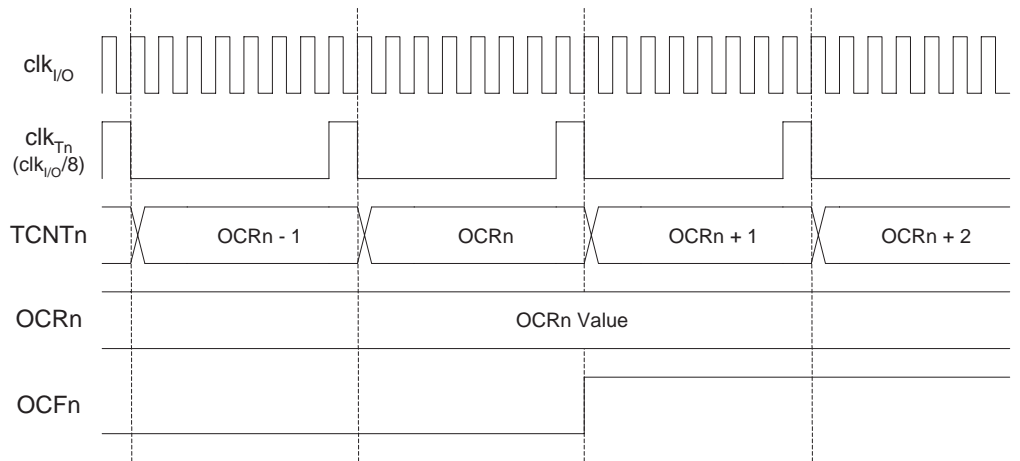 clkI/O
clkTn
(clkI/O/8)
TCNTn
OCRn - 1
OCRn
OCRn + 1
OCRn + 2
OCRn
OCRn Value
OCFn